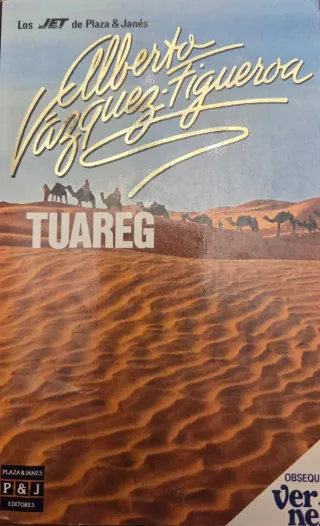 Los JET de Plaza & Janés
Alberto
Vázquez-Figueroa
TUAREG
PLAZA & JANES
P & J
EDITORES
OBSEQU
Ver
ne